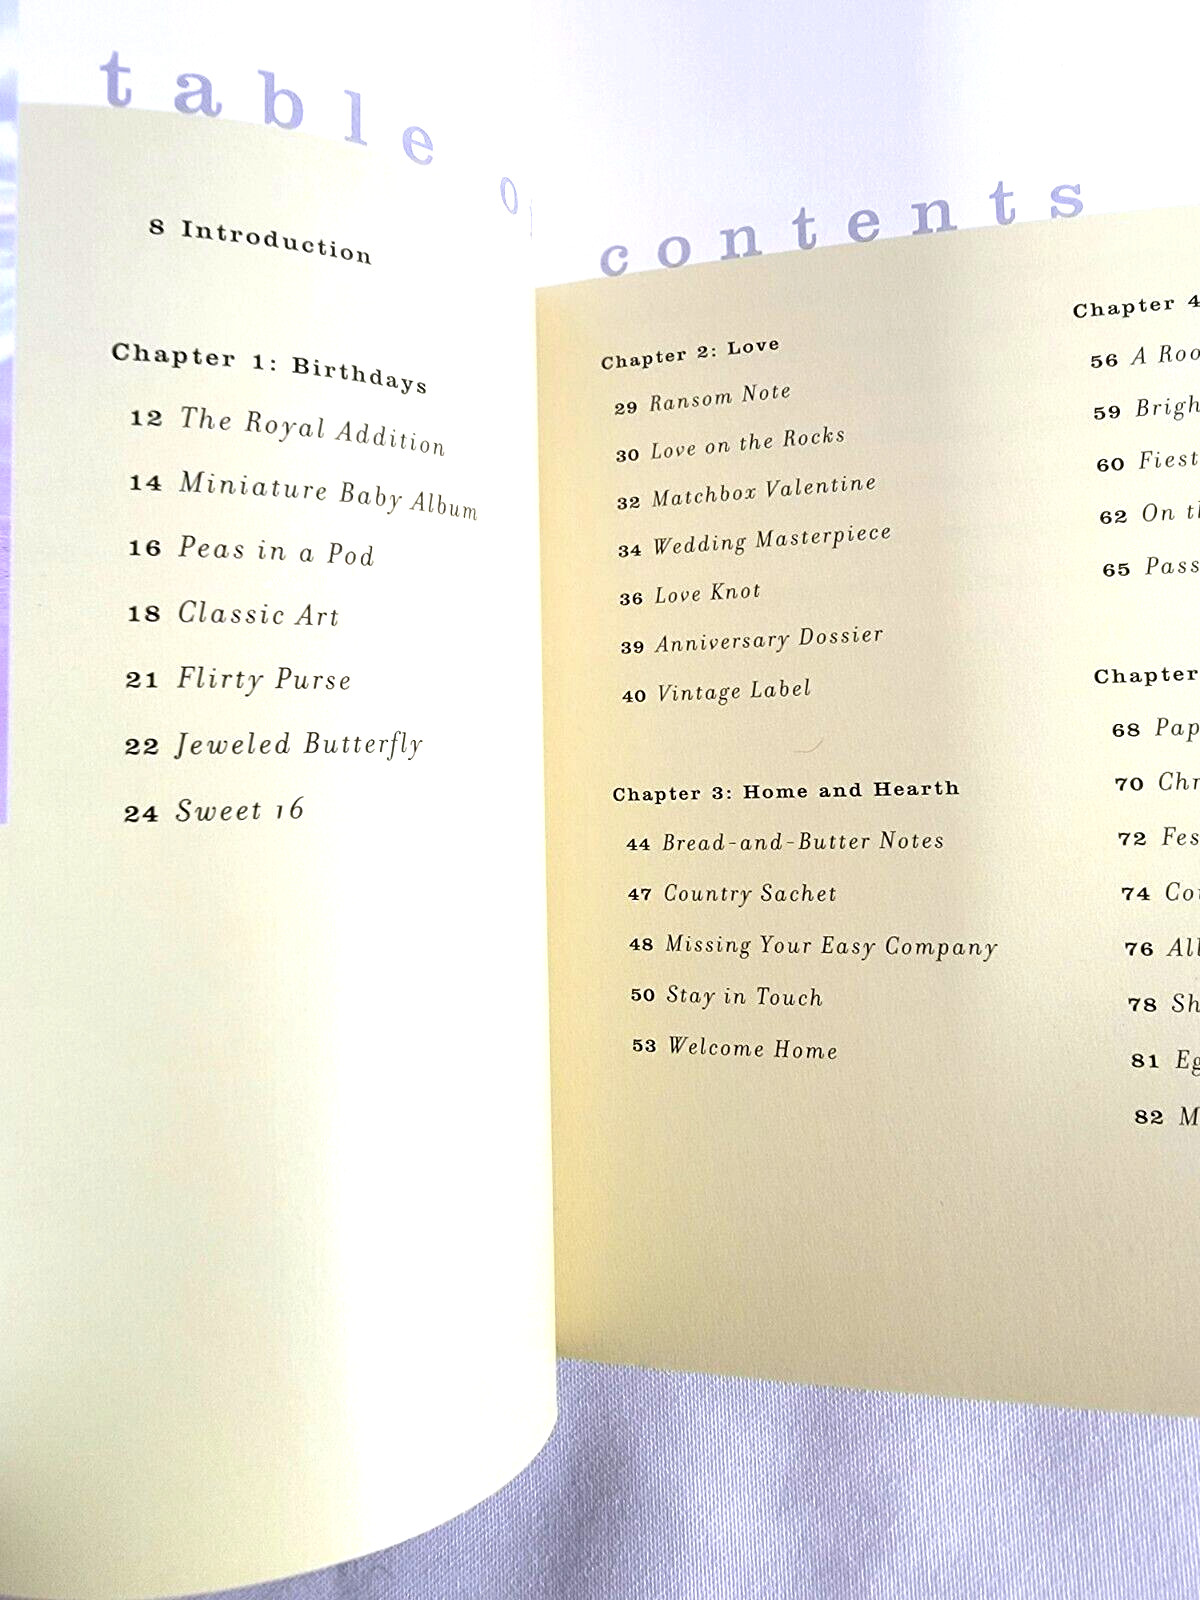 table
contents
8 Introduction
Chapter 1: Birthdays
12 The Royal Addition
14 Miniature Baby Album
16 Peas in a Pod
18 Classic Art
21 Flirty Purse
22 Jeweled Butterfly
24 Sweet 16
Chapter 2: Love
29 Ransom Note
30 Love on the Rocks
32 Matchbox Valentine
34 Wedding Masterpiece
36 Love Knot
39 Anniversary Dossier
40 Vintage Label
Chapter 3: Home and Hearth
44 Bread-and-Butter Notes
47 Country Sachet
48 Missing Your Easy Company
50 Stay in Touch
53 Welcome Home
Chapter 4
56 A
59
60
62 On
65
Chapter
68
70
72
74
76
78
81
82